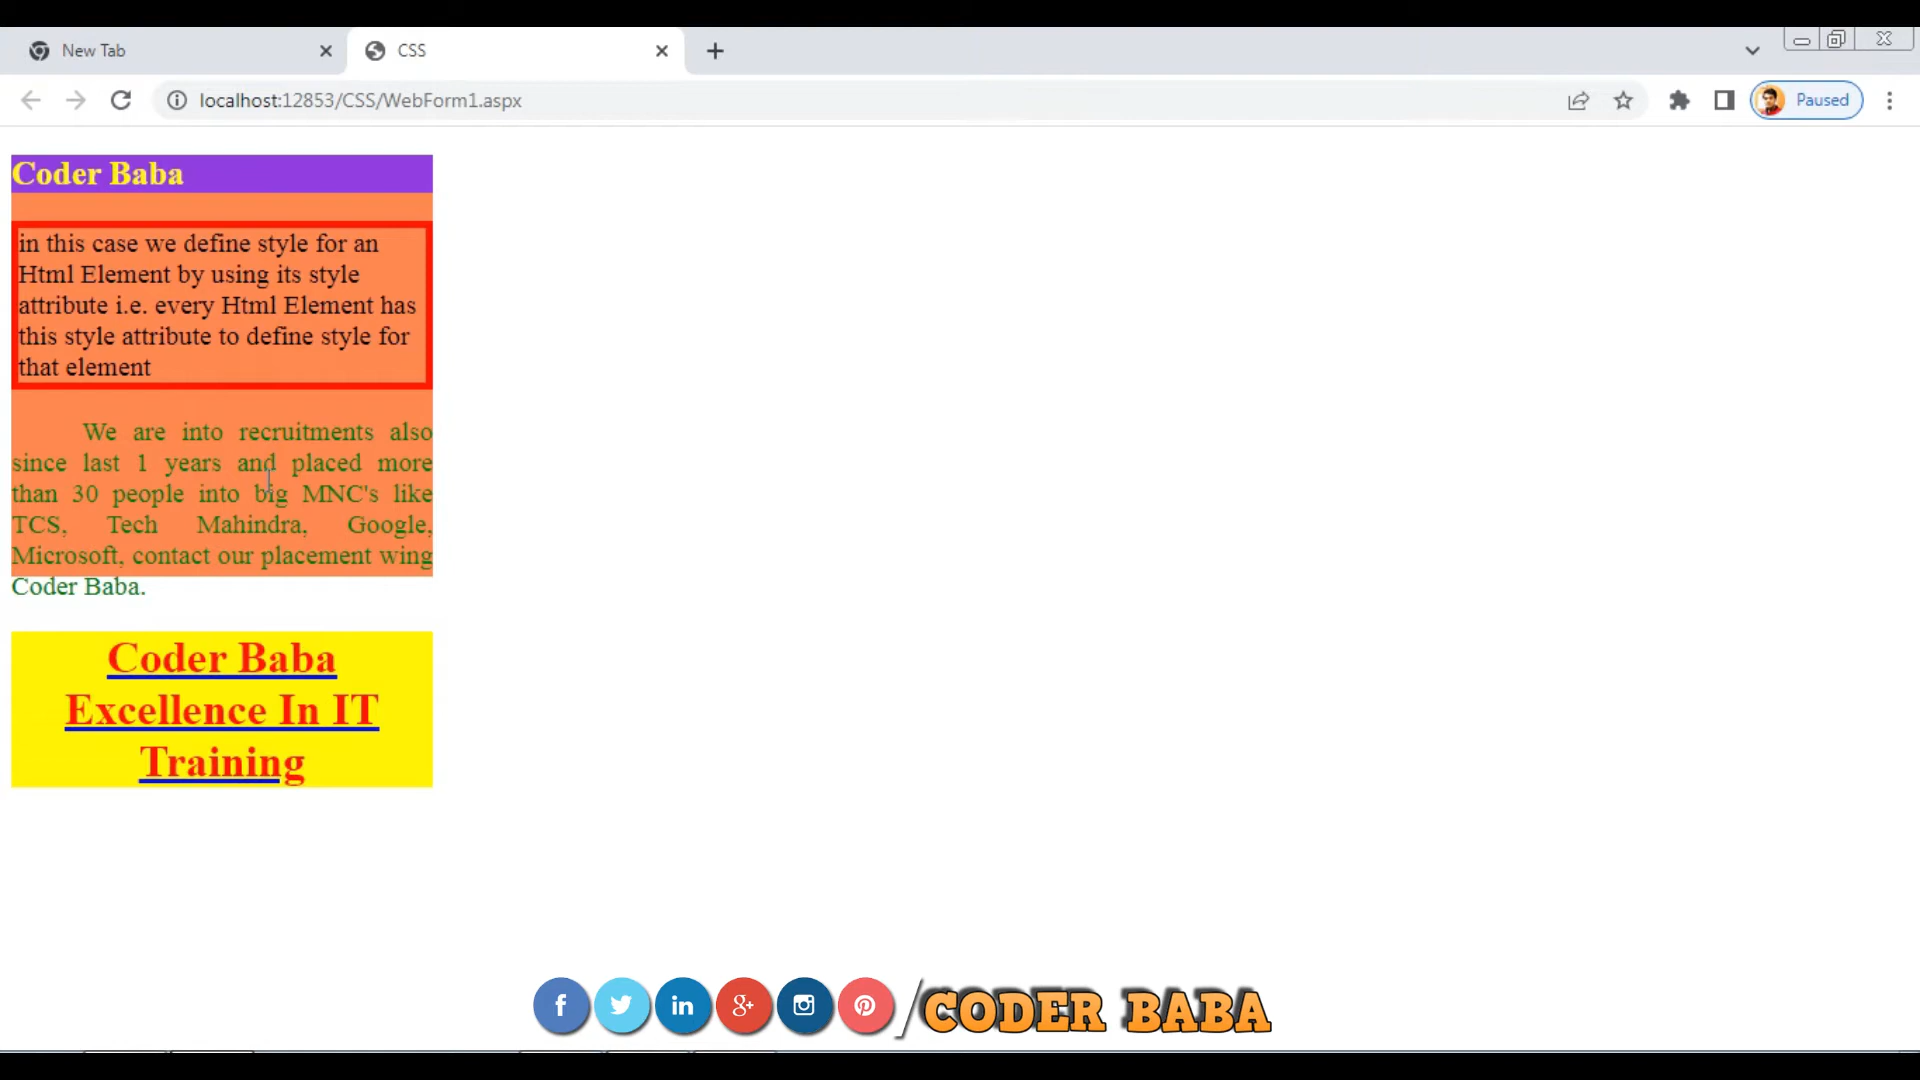 New Tab
CSS
localhost:12853/CSS/WebForm1.aspx
Paused
Coder Baba
in this case we define style for an
Html Element by using its style
attribute i.e. every Html Element has
this style attribute to define style for
that element
We are into recruitments also
since last 1 years and placed more
than 30 people into big MNC's like
TCS, Tech Mahindra, Google,
Microsoft, contact our placement wing
Coder Baba.
Coder Baba
Excellence In IT
Training
/CODER BABA